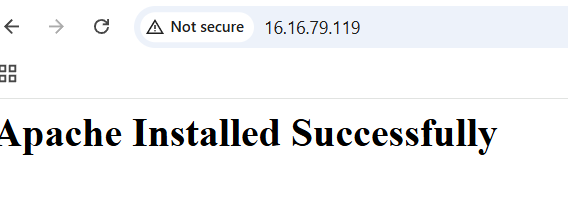 Not secure 16.16.79.119
Apache Installed Successfully